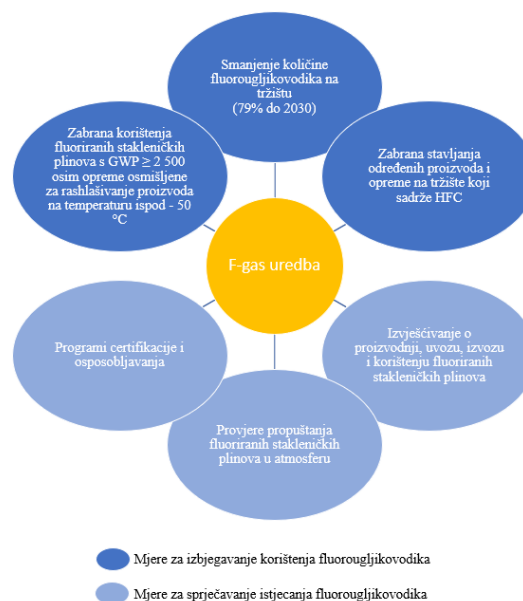 Smanjenje količine
fluorougljikovodika na
tržištu
(79% do 2030)
Zabrana korištenja
fluoriranih stakleničkih
plinova s GWP ≥ 2 500
osim opreme osmišljene
za rashlašivanje proizvoda
na temperaturu ispod - 50
°C
Zabrana stavljanja
određenih proizvoda i
opreme na tržište koji
sadrže HFC
F-gas uredba
Programi certifikacije i
osposobljavanja
Izvješćivanje o
proizvodnji, uvozu, izvozu
i korištenju fluoriranih
stakleničkih plinova
Provjere propuštanja
fluoriranih stakleničkih
plinova u atmosferu
Mjere za izbjegavanje korištenja fluorougljikovodika
Mjere za sprječavanje istjecanja fluorougljikovodika